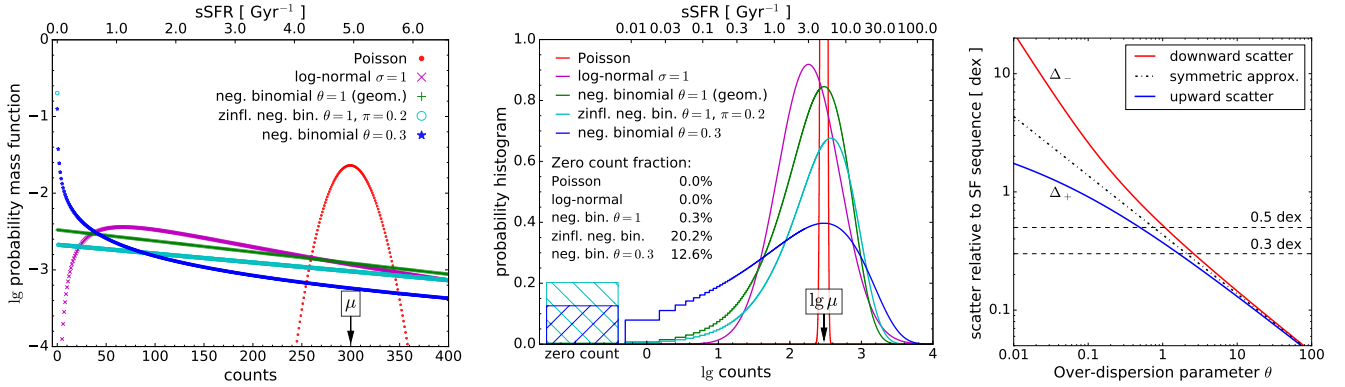 sSFR [ Gyr⁻¹ ]
0.0 1.0 2.0 3.0 4.0 5.0 6.0
0
−1
−2
−3
−4
lg probability mass function
Poisson
log-normal σ=1
neg. binomial θ=1 (geom.)
zinfl. neg. bin. θ=1, π=0.2
neg. binomial θ=0.3
μ
0 50 100 150 200 250 300 350 400
counts
sSFR [ Gyr⁻¹ ]
0.01 0.03 0.1 0.3 1.0 3.0 10.0 30.0 100.0
1.0
0.8
0.6
0.4
0.2
0.0
probability histogram
Poisson
log-normal σ=1
neg. binomial θ=1 (geom.)
zinfl. neg. bin. θ=1, π=0.2
neg. binomial θ=0.3
Zero count fraction:
Poisson 0.0%
log-normal 0.0%
neg. bin. θ=1 0.3%
zinfl. neg. bin. 20.2%
neg. bin. θ=0.3 12.6%
lg μ
zero count 0 1 2 3 4
lg counts
scatter relative to SF sequence [ dex ]
10
1
0.1
downward scatter
symmetric approx.
upward scatter
Δ₋
Δ₊
0.5 dex
0.3 dex
0.01 0.1 1 10 100
Over-dispersion parameter θ